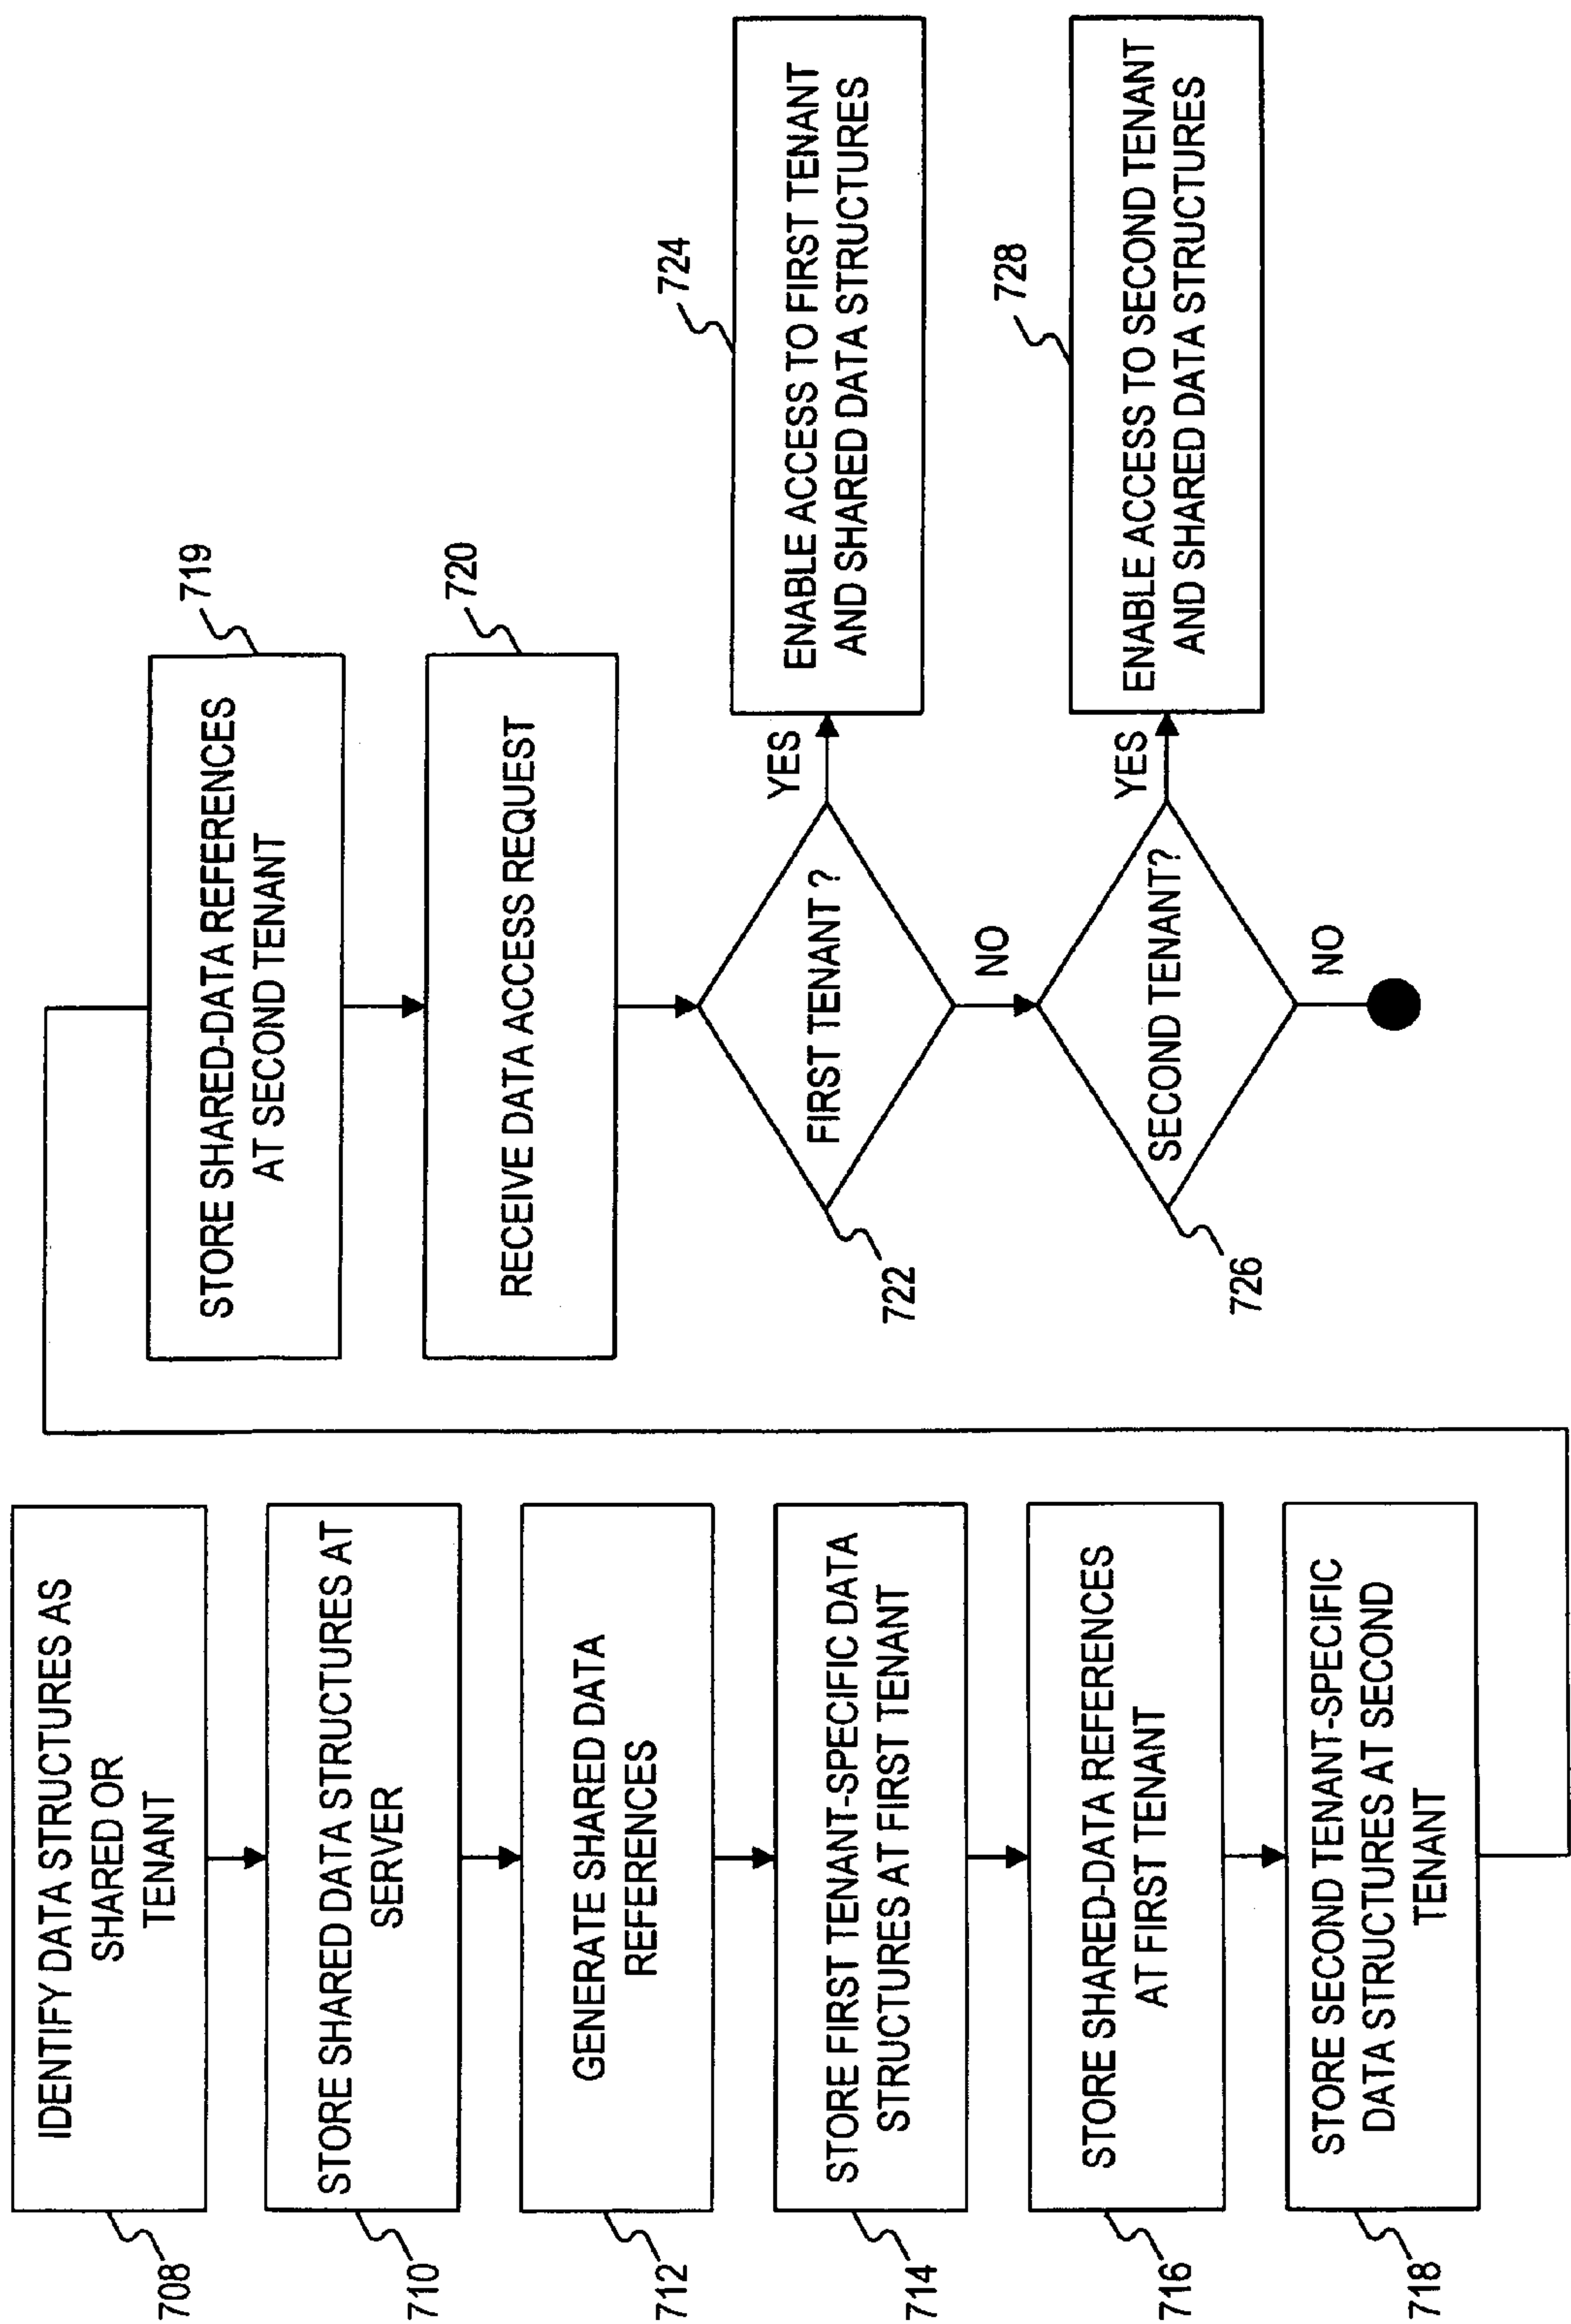 708
IDENTIFY DATA STRUCTURES AS
SHARED OR
TENANT
710
STORE SHARED DATA STRUCTURES AT
SERVER
712
GENERATE SHARED DATA
REFERENCES
714
STORE FIRST TENANT-SPECIFIC DATA
STRUCTURES AT FIRST TENANT
716
STORE SHARED-DATA REFERENCES
AT FIRST TENANT
718
STORE SECOND TENANT-SPECIFIC
DATA STRUCTURES AT SECOND
TENANT
719
STORE SHARED-DATA REFERENCES
AT SECOND TENANT
720
RECEIVE DATA ACCESS REQUEST
722
FIRST TENANT ?
YES
NO
724
ENABLE ACCESS TO FIRST TENANT
AND SHARED DATA STRUCTURES
726
SECOND TENANT?
YES
NO
728
ENABLE ACCESS TO SECOND TENANT
AND SHARED DATA STRUCTURES